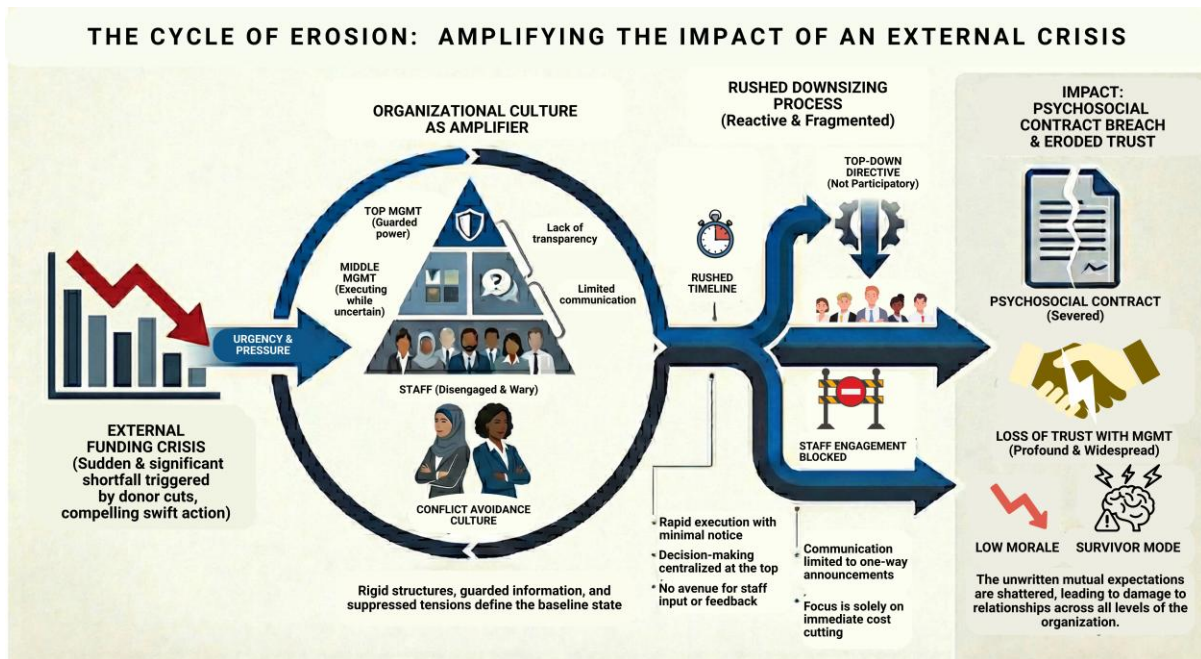 THE CYCLE OF EROSION: AMPLIFYING THE IMPACT OF AN EXTERNAL CRISIS
URGENCY &
PRESSURE
EXTERNAL
FUNDING CRISIS
(Sudden & significant
shortfall triggered
by donor cuts,
compelling swift action)
ORGANIZATIONAL CULTURE
AS AMPLIFIER
TOP MGMT
(Guarded
power)
Lack of
transparency
MIDDLE
MGMT
(Executing
while
uncertain)
?
Limited
communication
STAFF (Disengaged & Wary)
CONFLICT AVOIDANCE
CULTURE
Rigid structures, guarded information, and
suppressed tensions define the baseline state
RUSHED DOWNSIZING
PROCESS
(Reactive & Fragmented)
RUSHED
TIMELINE
TOP-DOWN
DIRECTIVE
(Not Participatory)
STAFF ENGAGEMENT
BLOCKED
Rapid execution with
minimal notice
Decision-making
centralized at the top
No avenue for staff
input or feedback
Communication
limited to one-way
announcements
Focus is solely on
immediate cost
cutting
IMPACT:
PSYCHOSOCIAL
CONTRACT BREACH
& ERODED TRUST
PSYCHOSOCIAL CONTRACT
(Severed)
LOSS OF TRUST WITH MGMT
(Profound & Widespread)
LOW MORALE
SURVIVOR MODE
The unwritten mutual expectations
are shattered, leading to damage to
relationships across all levels of the
organization.